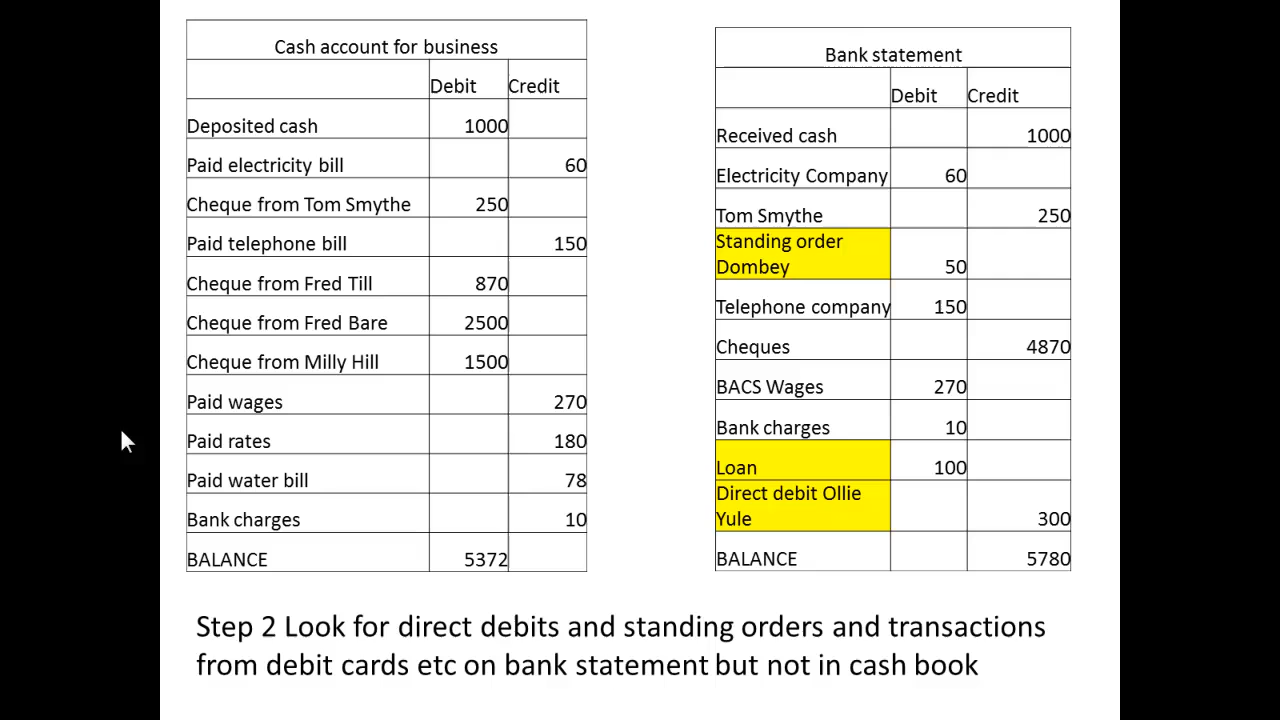 Cash account for business
Debit Credit
Deposited cash 1000
Paid electricity bill 60
Cheque from Tom Smythe 250
Paid telephone bill 150
Cheque from Fred Till 870
Cheque from Fred Bare 2500
Cheque from Milly Hill 1500
Paid wages 270
Paid rates 180
Paid water bill 78
Bank charges 10
BALANCE 5372
Bank statement
Debit Credit
Received cash 1000
Electricity Company 60
Tom Smythe 250
Standing order
Dombey 50
Telephone company 150
Cheques 4870
BACS Wages 270
Bank charges 10
Loan 100
Direct debit Ollie
Yule 300
BALANCE 5780
Step 2 Look for direct debits and standing orders and transactions
from debit cards etc on bank statement but not in cash book